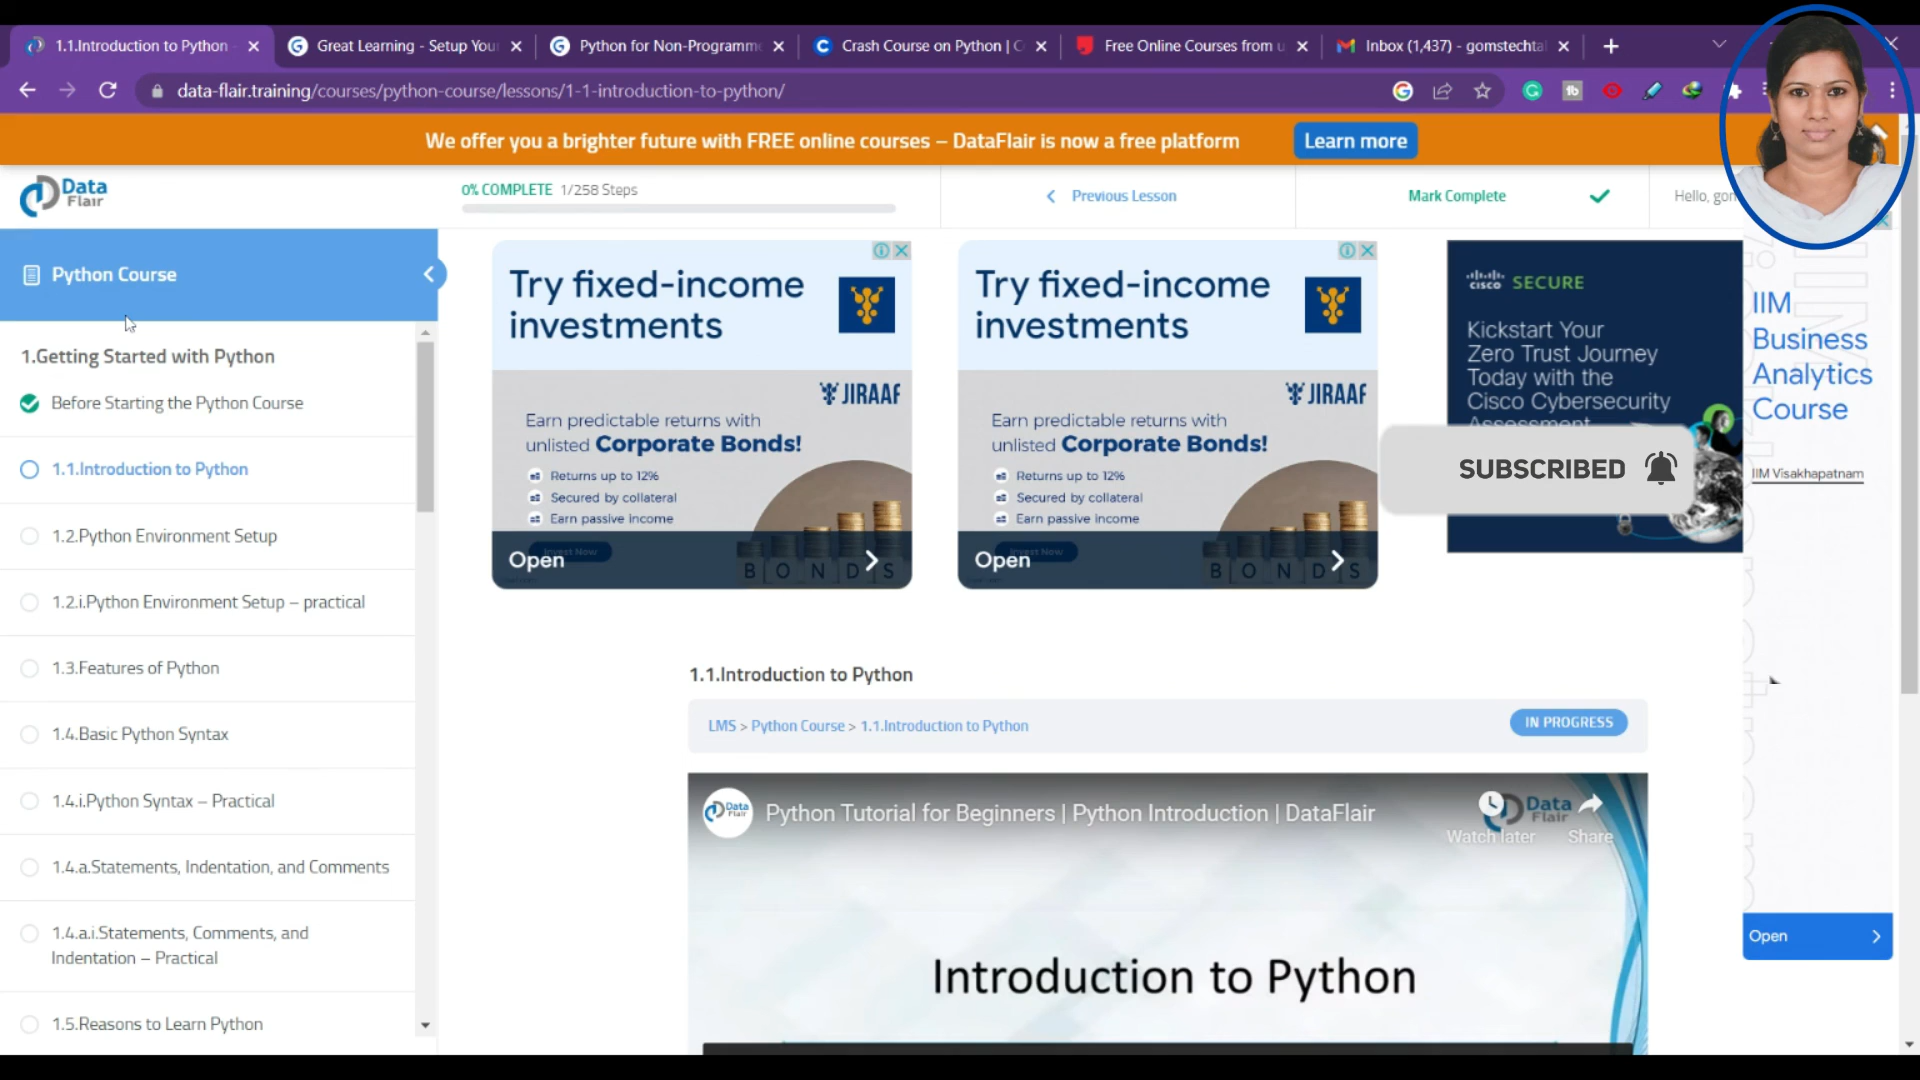 1.1.Introduction to Python
Great Learning - Setup You
Python for Non-Programme
Crash Course on Python | C
Free Online Courses from u
Inbox (1,437) - gomstechta
data-flair.training/courses/python-course/lessons/1-1-introduction-to-python/
We offer you a brighter future with FREE online courses – DataFlair is now a free platform
Learn more
Data
Flair
0% COMPLETE 1/258 Steps
Previous Lesson
Mark Complete
Hello, gom
Python Course
1.Getting Started with Python
Before Starting the Python Course
1.1.Introduction to Python
1.2.Python Environment Setup
1.2.i.Python Environment Setup – practical
1.3.Features of Python
1.4.Basic Python Syntax
1.4.i.Python Syntax – Practical
1.4.a.Statements, Indentation, and Comments
1.4.a.i.Statements, Comments, and
Indentation – Practical
1.5.Reasons to Learn Python
Try fixed-income
investments
JIRAAF
Earn predictable returns with
unlisted Corporate Bonds!
Returns up to 12%
Secured by collateral
Earn passive income
Invest Now
Open
BONDS
Try fixed-income
investments
JIRAAF
Earn predictable returns with
unlisted Corporate Bonds!
Returns up to 12%
Secured by collateral
Earn passive income
Invest Now
Open
BONDS
cisco SECURE
Kickstart Your
Zero Trust Journey
Today with the
Cisco Cybersecurity
Assessment
SUBSCRIBED
IIM
Business
Analytics
Course
IIM Visakhapatnam
Open
1.1.Introduction to Python
LMS > Python Course > 1.1.Introduction to Python
IN PROGRESS
Data
Flair
Python Tutorial for Beginners | Python Introduction | DataFlair
Data
Flair
Watch later
Share
Introduction to Python